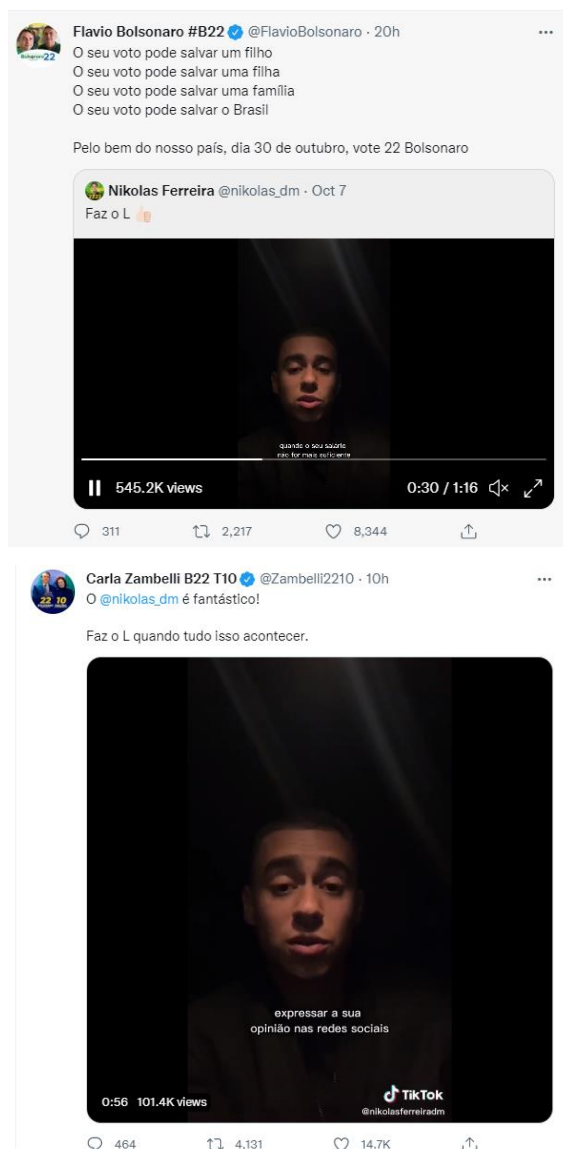 Flavio Bolsonaro #B22 @FlavioBolsonaro · 20h
O seu voto pode salvar um filho
O seu voto pode salvar uma filha
O seu voto pode salvar uma família
O seu voto pode salvar o Brasil
Pelo bem do nosso país, dia 30 de outubro, vote 22 Bolsonaro
Nikolas Ferreira @nikolas_dm · Oct 7
Faz o L 👍🏻
quando o seu salário
não for mais suficiente
545.2K views
0:30 / 1:16
311 2,217 8,344
Bolsonaro22
Carla Zambelli B22 T10 @Zambelli2210 · 10h
O @nikolas_dm é fantástico!
Faz o L quando tudo isso acontecer.
22 10
expressar a sua
opinião nas redes sociais
0:56 101.4K views
TikTok
@nikolasferreiradm
464 4,131 14.7K